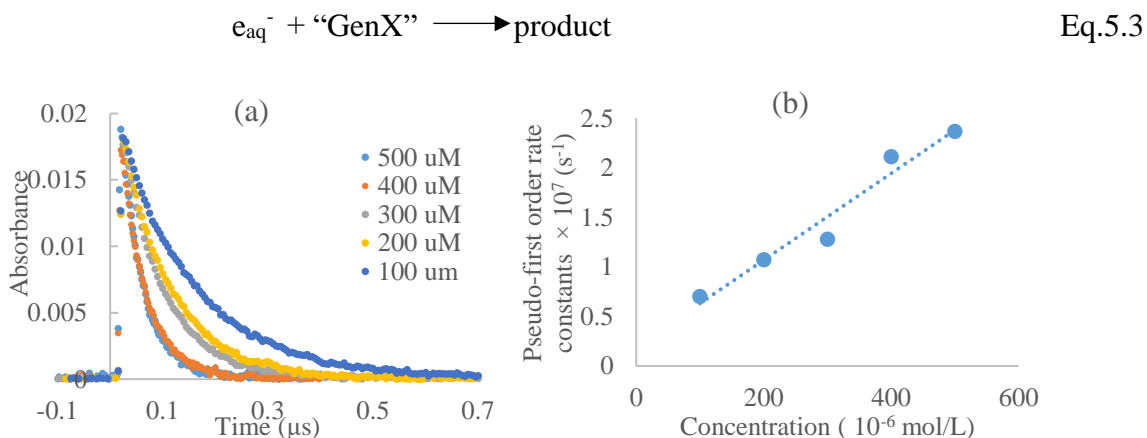 eaq- + “GenX” ⟶ product Eq.5.3
(a)
0.02
0.015
0.01
0.005
0
Absorbance
-0.1 0.1 0.3 0.5 0.7
Time (µs)
500 uM
400 uM
300 uM
200 uM
100 um
(b)
2.5
2
1.5
1
0.5
0
Pseudo-first order rate
constants × 10⁷ (s⁻¹)
0 200 400 600
Concentration ( 10⁻⁶ mol/L)